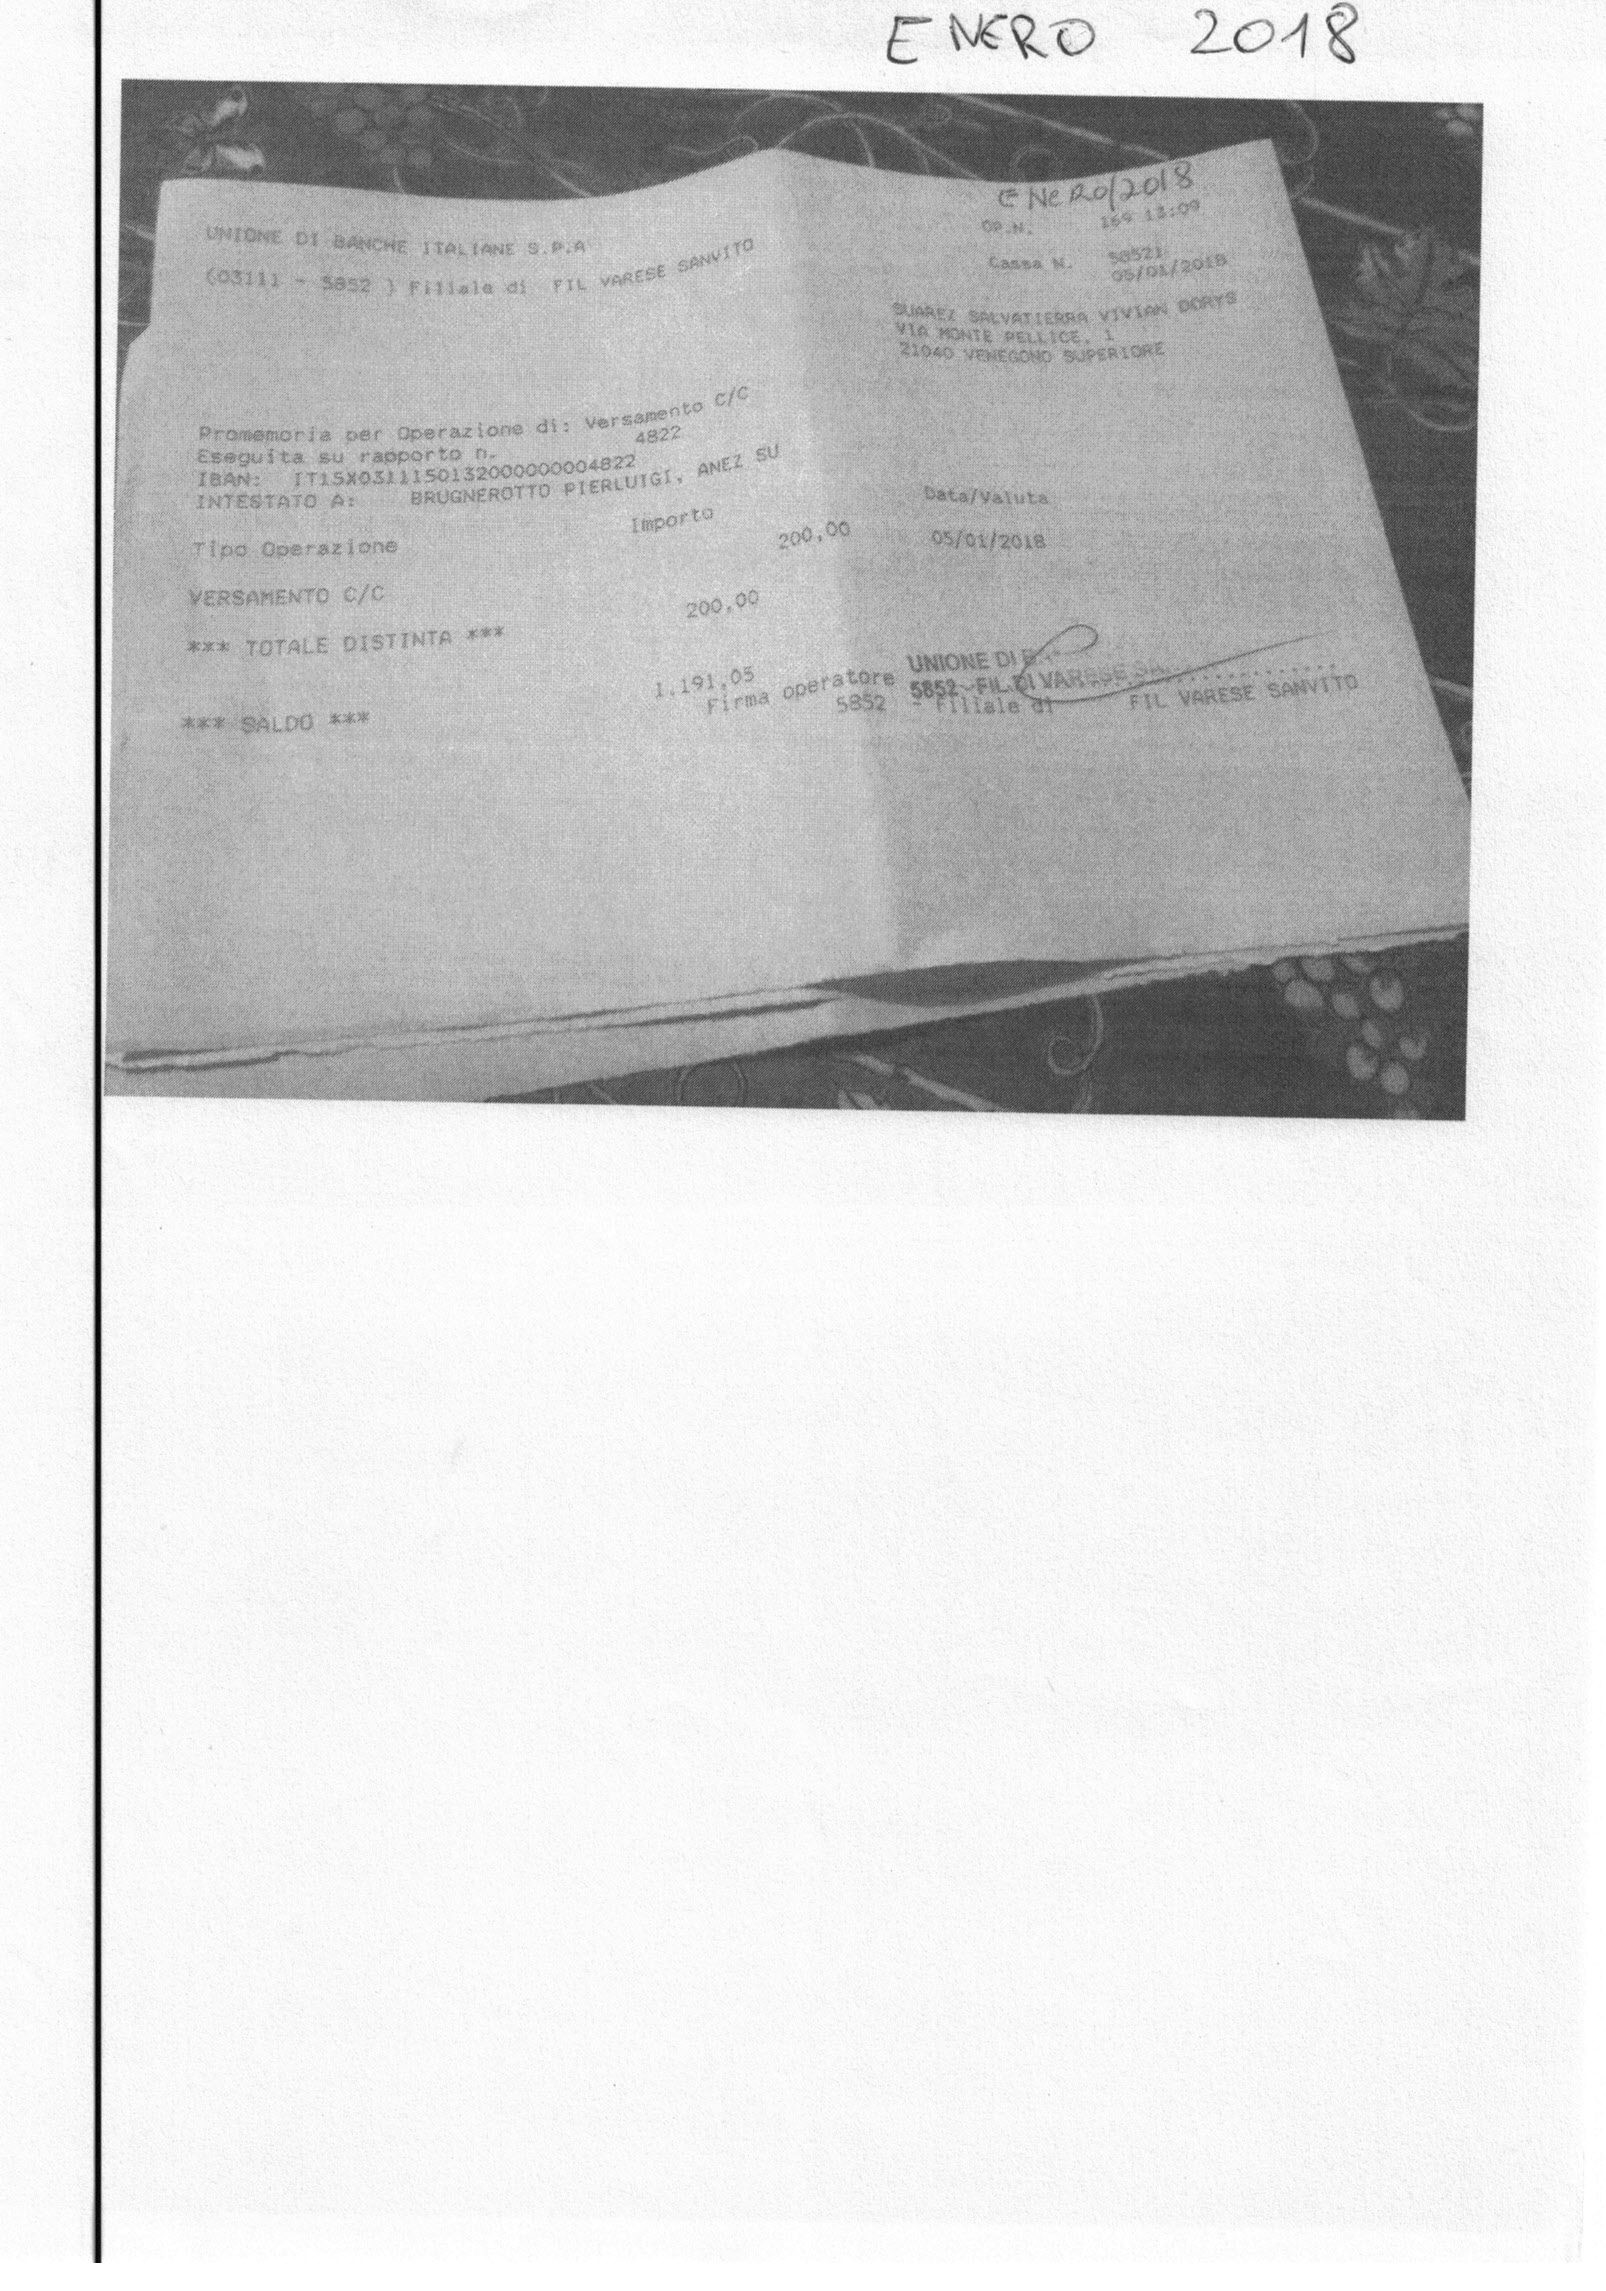 ENERO 2018
ENERO/2018
UNIONE DI BANCHE ITALIANE S.P.A
OP.N. 169 13:09
(03111 - 5852 ) Filiale di FIL VARESE SANVITO
Cassa N. 58521
05/01/2018
SUAREZ SALVATIERRA VIVIAN DORYS
VIA MONTE PELLICE, 1
21040 VENEGONO SUPERIORE
Promemoria per Operazione di: Versamento C/C
Eseguita su rapporto n. 4822
IBAN: IT15X0311150132000000004822
INTESTATO A: BRUGNEROTTO PIERLUIGI, ANEZ SU
Tipo Operazione Importo Data/Valuta
VERSAMENTO C/C 200,00 05/01/2018
*** TOTALE DISTINTA *** 200,00
*** SALDO *** 1.191,05
Firma operatore
UNIONE DI
5852 - FIL. DI VARESE
5852 - Filiale di FIL VARESE SANVITO